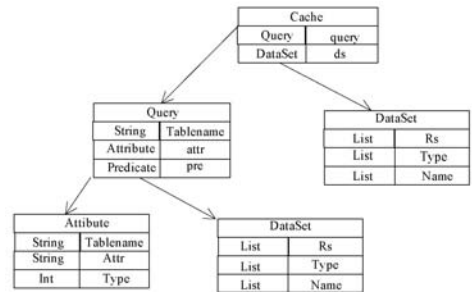 Cache
Query query
DataSet ds
Query
String Tablename
Attribute attr
Predicate pre
DataSet
List Rs
List Type
List Name
Attibute
String Tablename
String Attr
Int Type
DataSet
List Rs
List Type
List Name